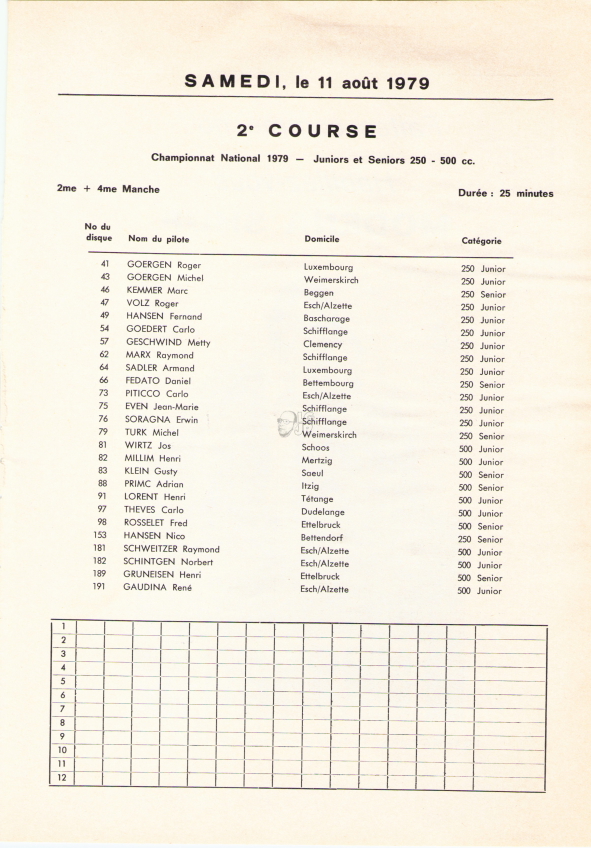 SAMEDI, le 11 août 1979
2e COURSE
Championnat National 1979 — Juniors et Seniors 250 - 500 cc.
2me + 4me Manche Durée : 25 minutes
No du disque Nom du pilote Domicile Catégorie
41 GOERGEN Roger Luxembourg 250 Junior
43 GOERGEN Michel Weimerskirch 250 Junior
46 KEMMER Marc Beggen 250 Senior
47 VOLZ Roger Esch/Alzette 250 Junior
49 HANSEN Fernand Bascharage 250 Junior
54 GOEDERT Carlo Schifflange 250 Junior
57 GESCHWIND Metty Clemency 250 Junior
62 MARX Raymond Schifflange 250 Junior
64 SADLER Armand Luxembourg 250 Junior
66 FEDATO Daniel Bettembourg 250 Senior
73 PITICCO Carlo Esch/Alzette 250 Junior
75 EVEN Jean-Marie Schifflange 250 Junior
76 SORAGNA Erwin Schifflange 250 Junior
79 TURK Michel Weimerskirch 250 Senior
81 WIRTZ Jos Schoos 500 Junior
82 MILLIM Henri Mertzig 500 Junior
83 KLEIN Gusty Saeul 500 Senior
88 PRIMC Adrian Itzig 500 Junior
91 LORENT Henri Tétange 500 Junior
97 THEVES Carlo Dudelange 500 Junior
98 ROSSELET Fred Ettelbruck 500 Senior
153 HANSEN Nico Bettendorf 250 Senior
181 SCHWEITZER Raymond Esch/Alzette 500 Junior
182 SCHINTGEN Norbert Esch/Alzette 500 Junior
189 GRUNEISEN Henri Ettelbruck 500 Senior
191 GAUDINA René Esch/Alzette 500 Junior
1
2
3
4
5
6
7
8
9
10
11
12